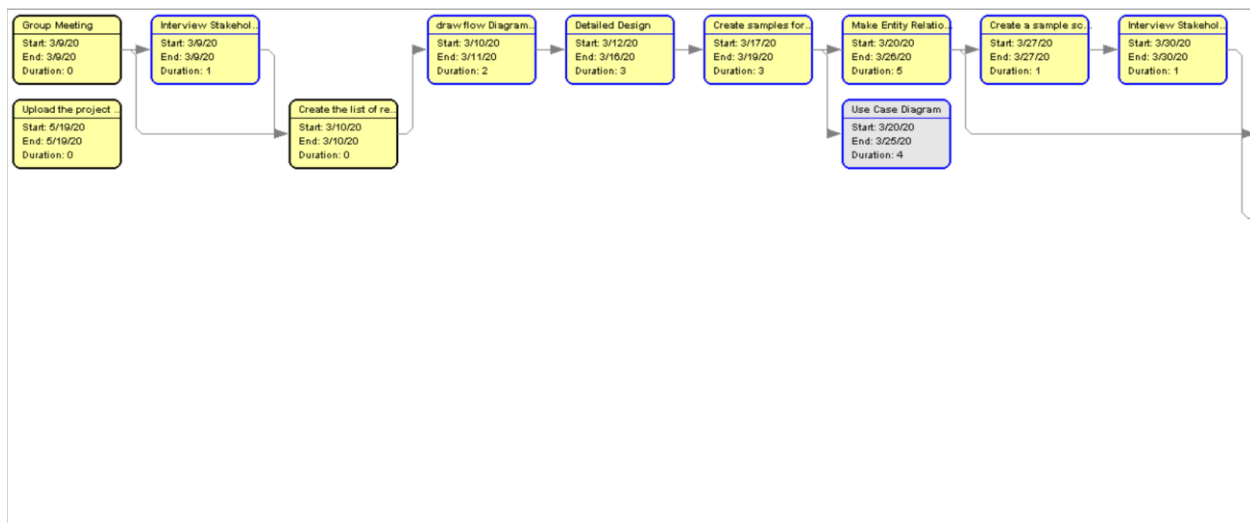 Group Meeting
Start: 3/9/20
End: 3/9/20
Duration: 0
Interview Stakehol...
Start: 3/9/20
End: 3/9/20
Duration: 1
draw flow Diagram...
Start: 3/10/20
End: 3/11/20
Duration: 2
Detailed Design
Start: 3/12/20
End: 3/16/20
Duration: 3
Create samples for...
Start: 3/17/20
End: 3/19/20
Duration: 3
Make Entity Relatio...
Start: 3/20/20
End: 3/26/20
Duration: 5
Create a sample sc...
Start: 3/27/20
End: 3/27/20
Duration: 1
Interview Stakehol...
Start: 3/30/20
End: 3/30/20
Duration: 1
Upload the project ...
Start: 5/19/20
End: 5/19/20
Duration: 0
Create the list of re...
Start: 3/10/20
End: 3/10/20
Duration: 0
Use Case Diagram
Start: 3/20/20
End: 3/25/20
Duration: 4